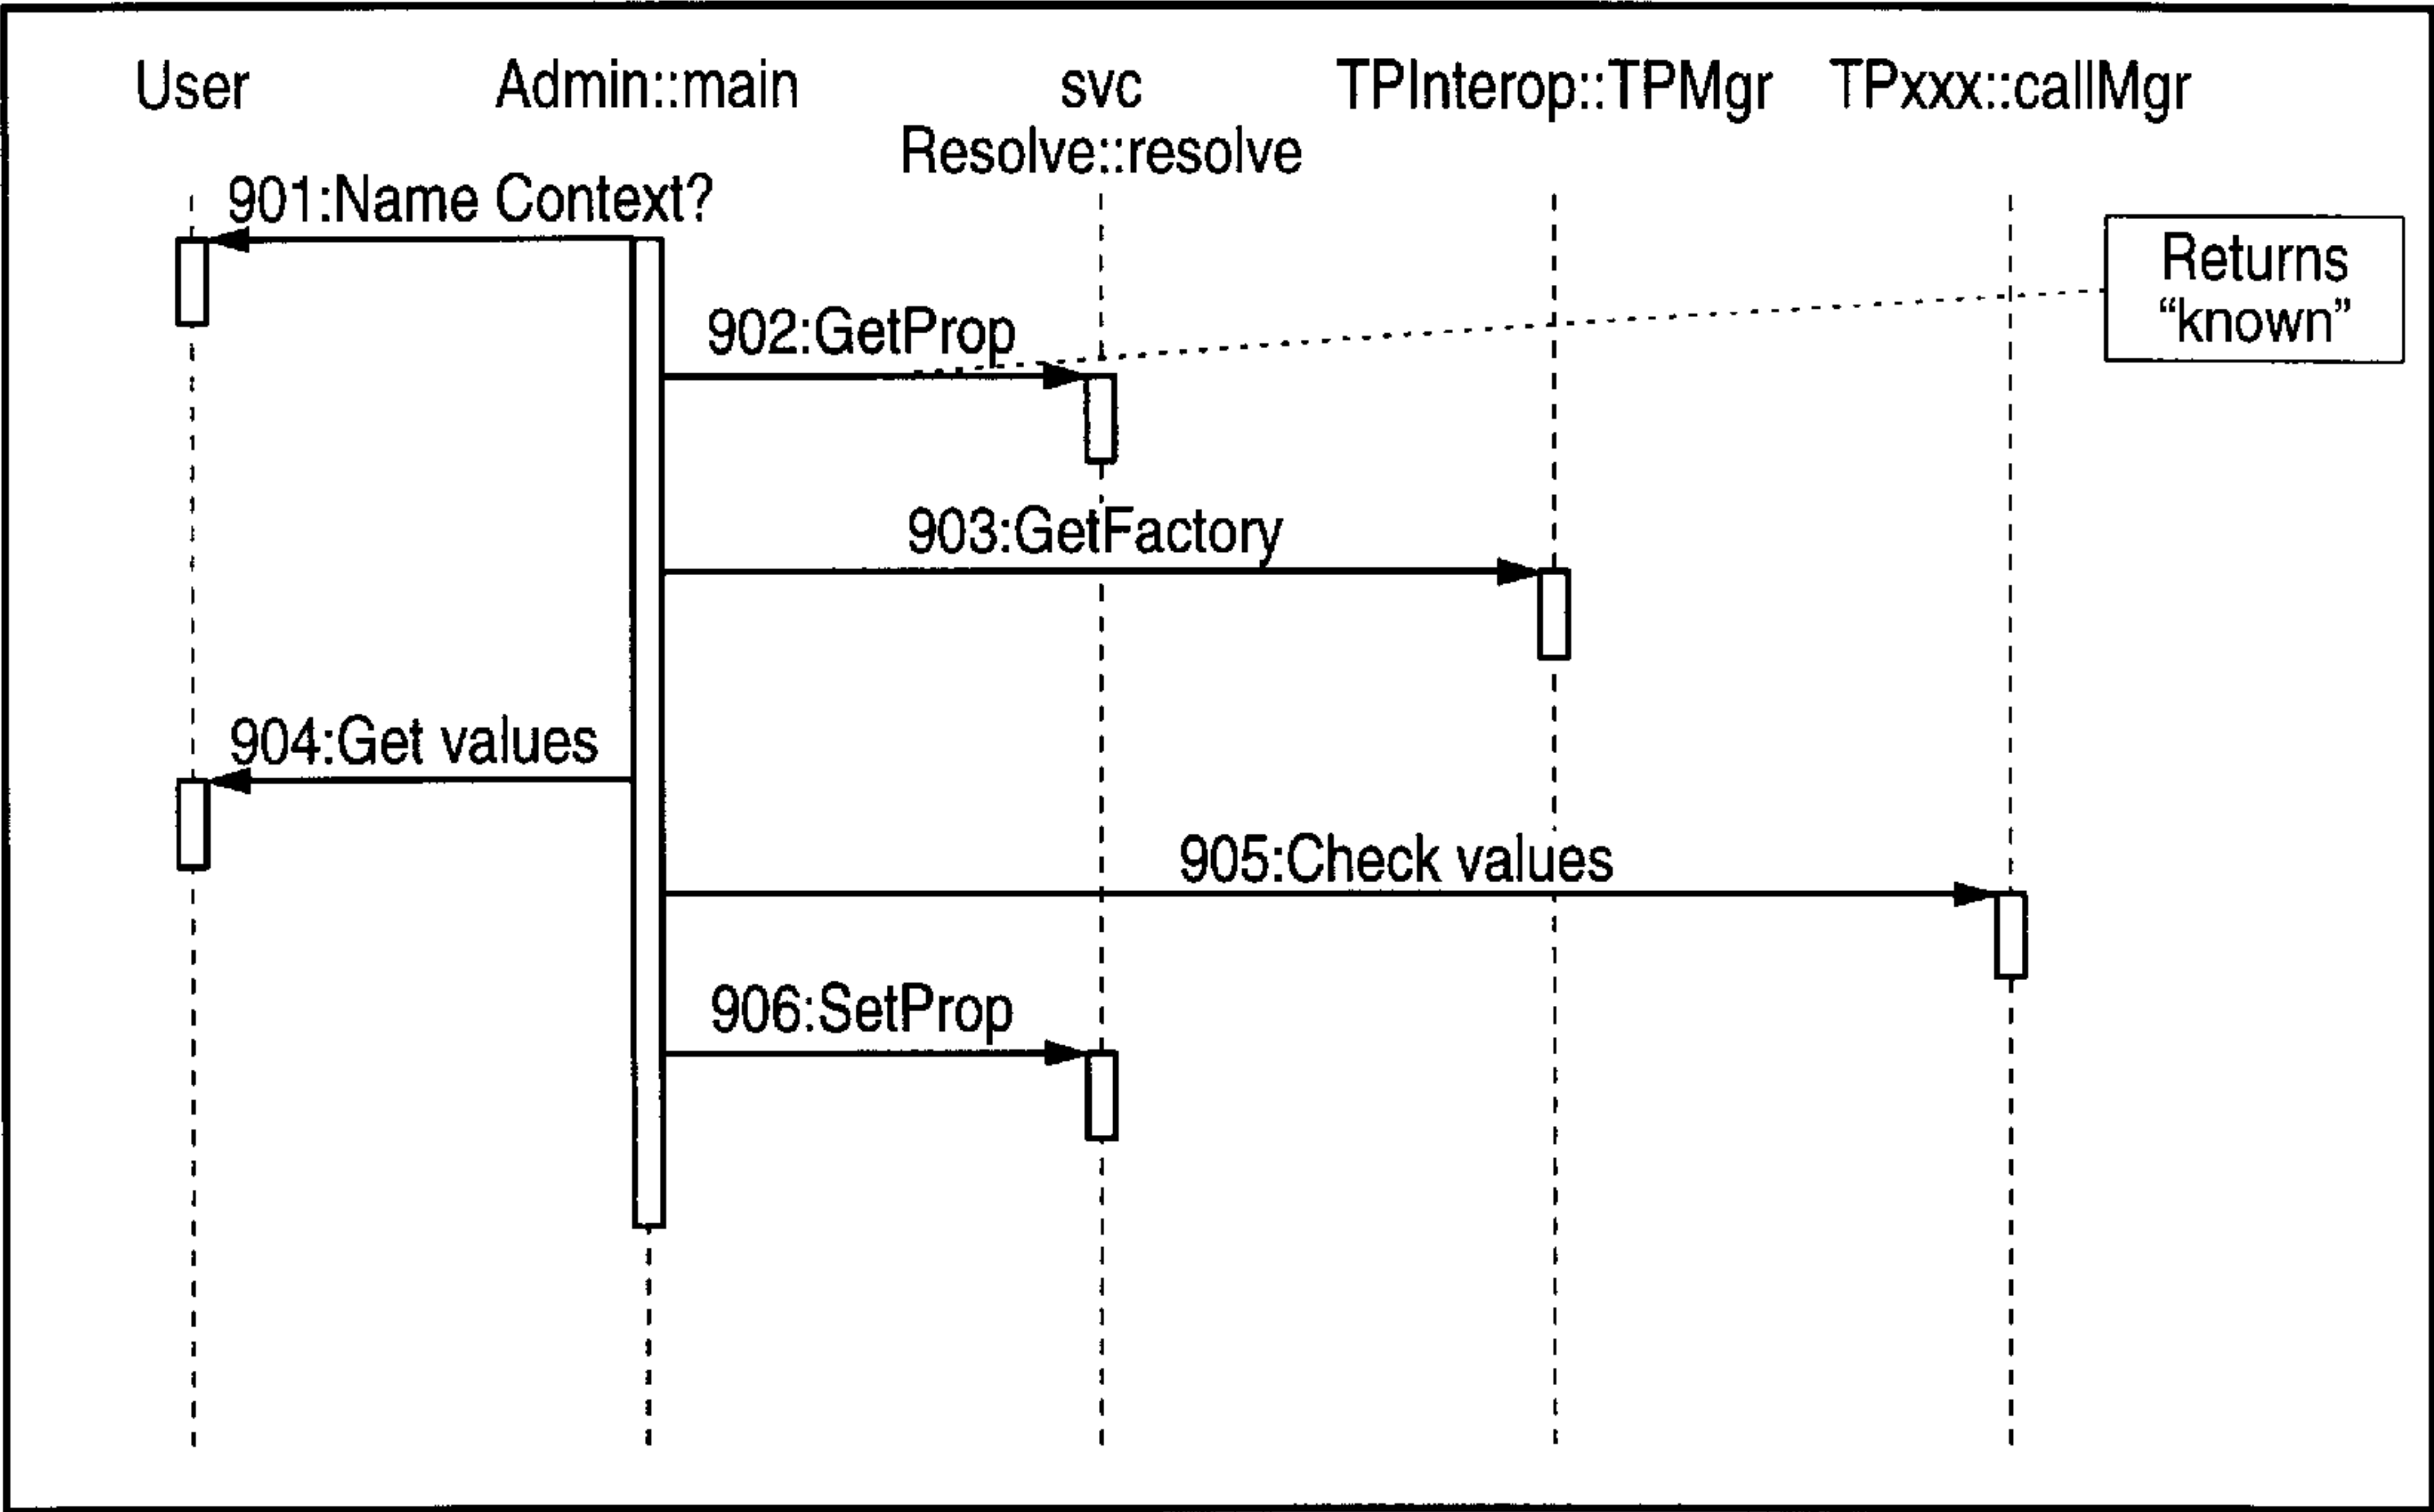 User
Admin::main
svc
Resolve::resolve
TPInterop::TPMgr
TPxxx::callMgr
901:Name Context?
Returns
“known”
902:GetProp
903:GetFactory
904:Get values
905:Check values
906:SetProp